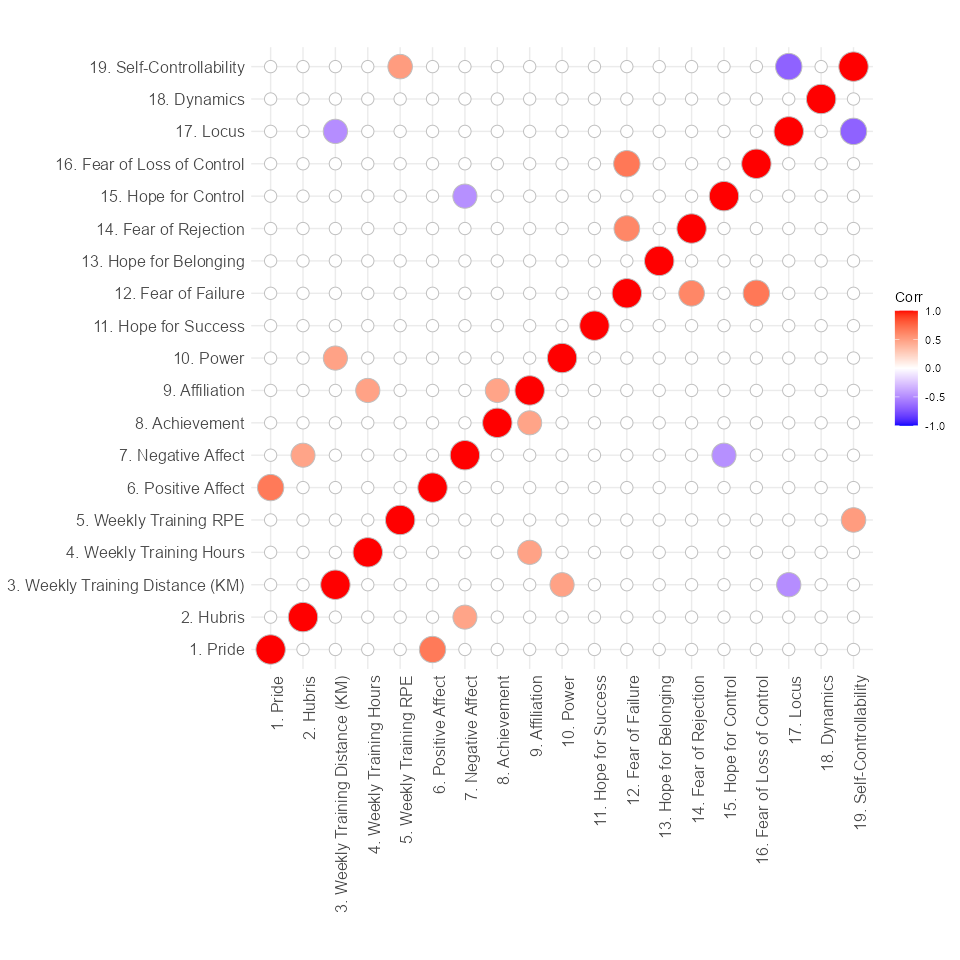 19. Self-Controllability
18. Dynamics
17. Locus
16. Fear of Loss of Control
15. Hope for Control
14. Fear of Rejection
13. Hope for Belonging
12. Fear of Failure
11. Hope for Success
10. Power
9. Affiliation
8. Achievement
7. Negative Affect
6. Positive Affect
5. Weekly Training RPE
4. Weekly Training Hours
3. Weekly Training Distance (KM)
2. Hubris
1. Pride
1. Pride
2. Hubris
3. Weekly Training Distance (KM)
4. Weekly Training Hours
5. Weekly Training RPE
6. Positive Affect
7. Negative Affect
8. Achievement
9. Affiliation
10. Power
11. Hope for Success
12. Fear of Failure
13. Hope for Belonging
14. Fear of Rejection
15. Hope for Control
16. Fear of Loss of Control
17. Locus
18. Dynamics
19. Self-Controllability
Corr
1.0
0.5
0.0
-0.5
-1.0